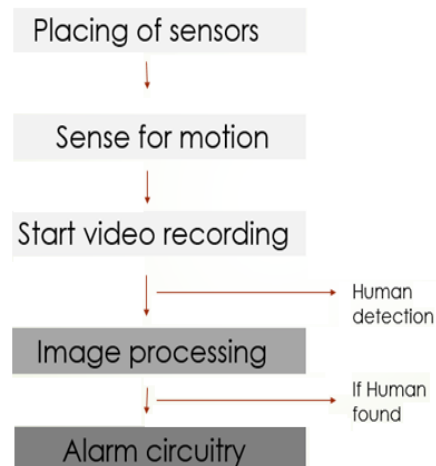 Placing of sensors
Sense for motion
Start video recording
Human
detection
Image processing
If Human
found
Alarm circuitry